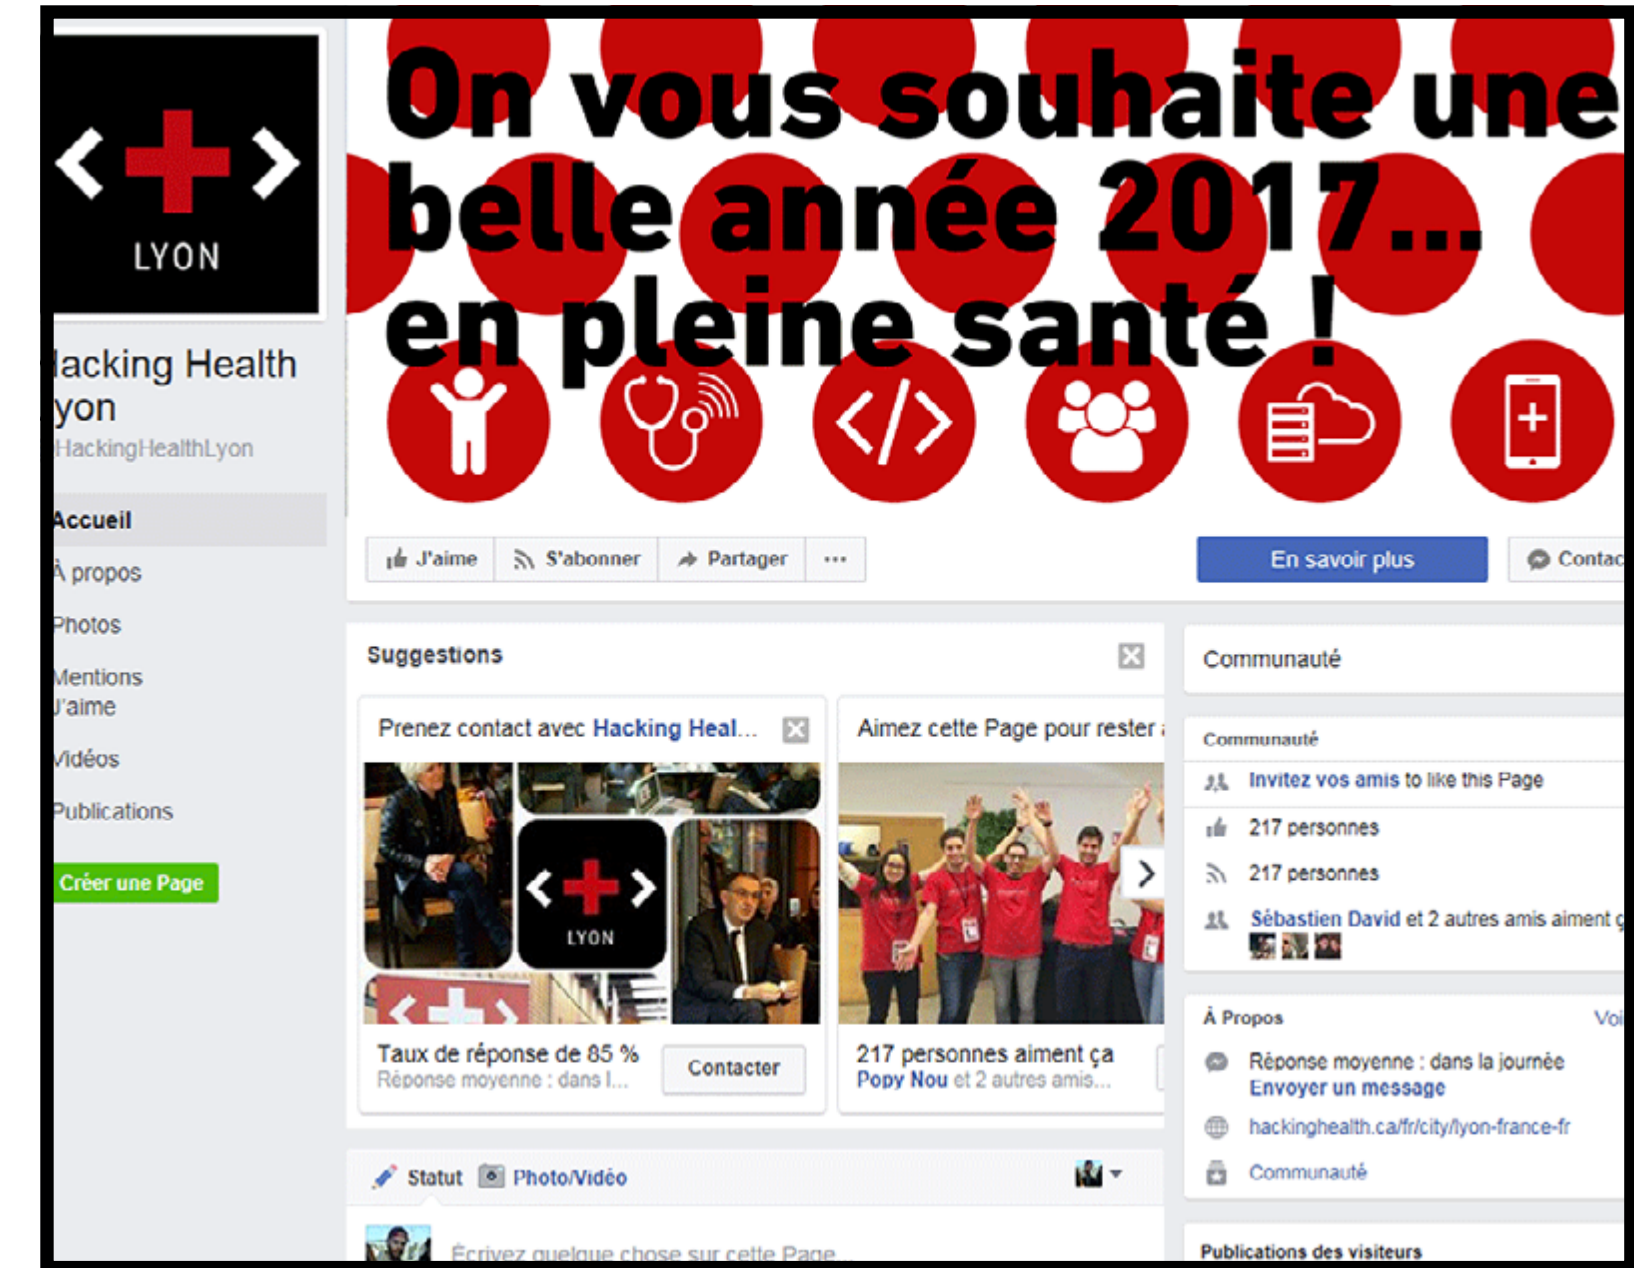 On vous souhaite une
belle année 2017...
en pleine santé !
LYON
acking Health
yon
HackingHealthLyon
Accueil
À propos
Photos
Mentions
J'aime
Vidéos
Publications
Créer une Page
J'aime
S'abonner
Partager
...
En savoir plus
Contac
Suggestions
Prenez contact avec Hacking Heal...
LYON
Taux de réponse de 85 %
Réponse moyenne : dans l...
Contacter
Aimez cette Page pour rester
217 personnes aiment ça
Popy Nou et 2 autres amis...
Statut
Photo/Vidéo
Écrivez quelque chose sur cette Page...
Communauté
Communauté
Invitez vos amis to like this Page
217 personnes
217 personnes
Sébastien David et 2 autres amis aiment ç
À Propos
Voi
Réponse moyenne : dans la journée
Envoyer un message
hackinghealth.ca/fr/city/lyon-france-fr
Communauté
Publications des visiteurs